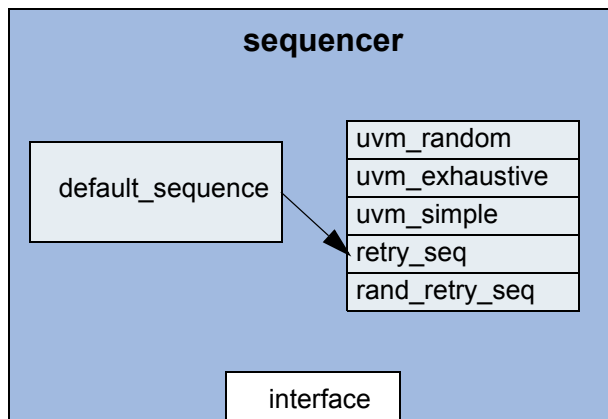 sequencer
default_sequence
uvm_random
uvm_exhaustive
uvm_simple
retry_seq
rand_retry_seq
interface